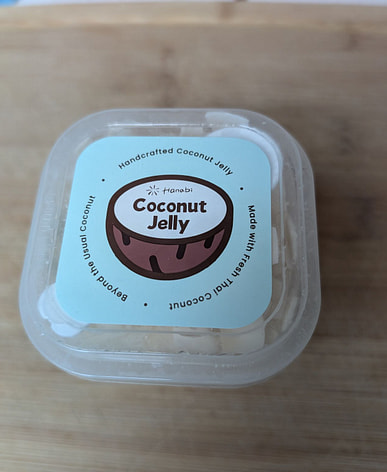 Handcrafted Coconut Jelly
Hanabi
Coconut
Jelly
Made with Fresh Thai Coconut
Beyond the Usual Coconut